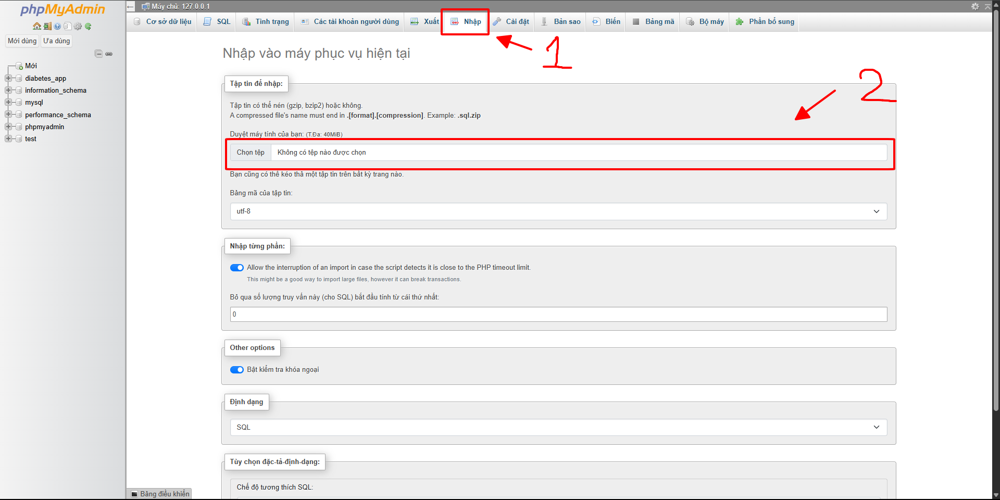 phpMyAdmin
Máy chủ: 127.0.0.1
Mới dùng Ưa dùng
Mới
diabetes_app
information_schema
mysql
performance_schema
phpmyadmin
test
Cơ sở dữ liệu SQL Tình trạng Các tài khoản người dùng Xuất Nhập Cài đặt Bản sao Biến Bảng mã Bộ máy Phần bổ sung
1
Nhập vào máy phục vụ hiện tại
2
Tập tin để nhập:
Tập tin có thể nén (gzip, bzip2) hoặc không.
A compressed file's name must end in .[format].[compression]. Example: .sql.zip
Duyệt máy tính của bạn: (T.Đa: 40MiB)
Chọn tệp Không có tệp nào được chọn
Bạn cũng có thể kéo thả một tập tin trên bất kỳ trang nào.
Bảng mã của tập tin:
utf-8
Nhập từng phần:
Allow the interruption of an import in case the script detects it is close to the PHP timeout limit.
This might be a good way to import large files, however it can break transactions.
Bỏ qua số lượng truy vấn này (cho SQL) bắt đầu tính từ cái thứ nhất:
0
Other options
Bật kiểm tra khóa ngoại
Định dạng
SQL
Tùy chọn đặc-tả-định-dạng:
Chế độ tương thích SQL:
Bảng điều khiển